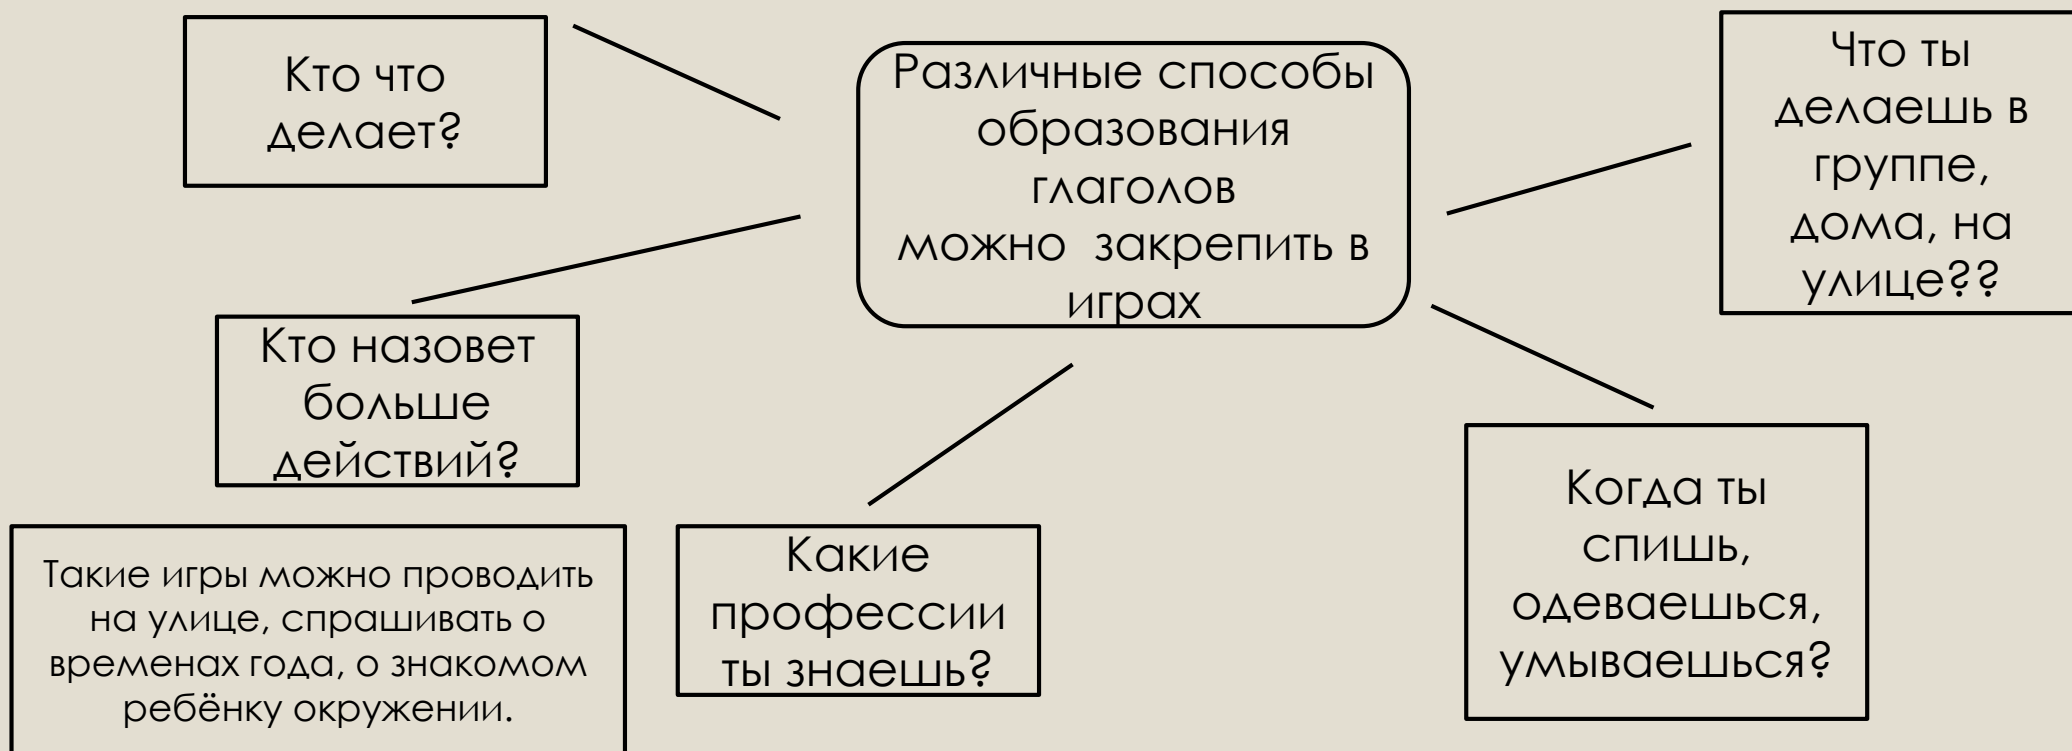 Кто что
делает?
Различные способы
образования
глаголов
можно  закрепить в
играх
Что ты
делаешь в
группе,
дома, на
улице??
Кто назовет
больше
действий?
Такие игры можно проводить
на улице, спрашивать о
временах года, о знакомом
ребёнку окружении.
Какие
профессии
ты знаешь?
Когда ты
спишь,
одеваешься,
умываешься?